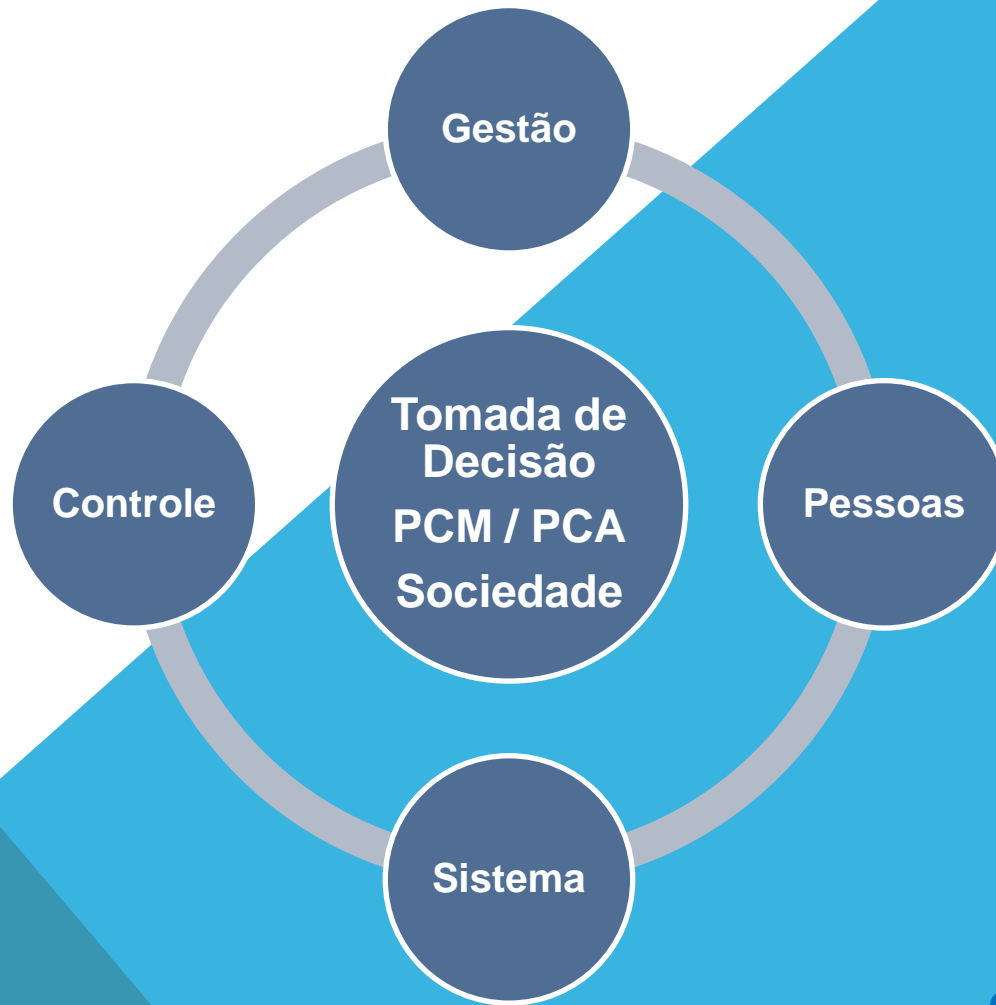 Gestão
Tomada de
Decisão
PCM / PCA
Sociedade
Controle
Pessoas
Sistema